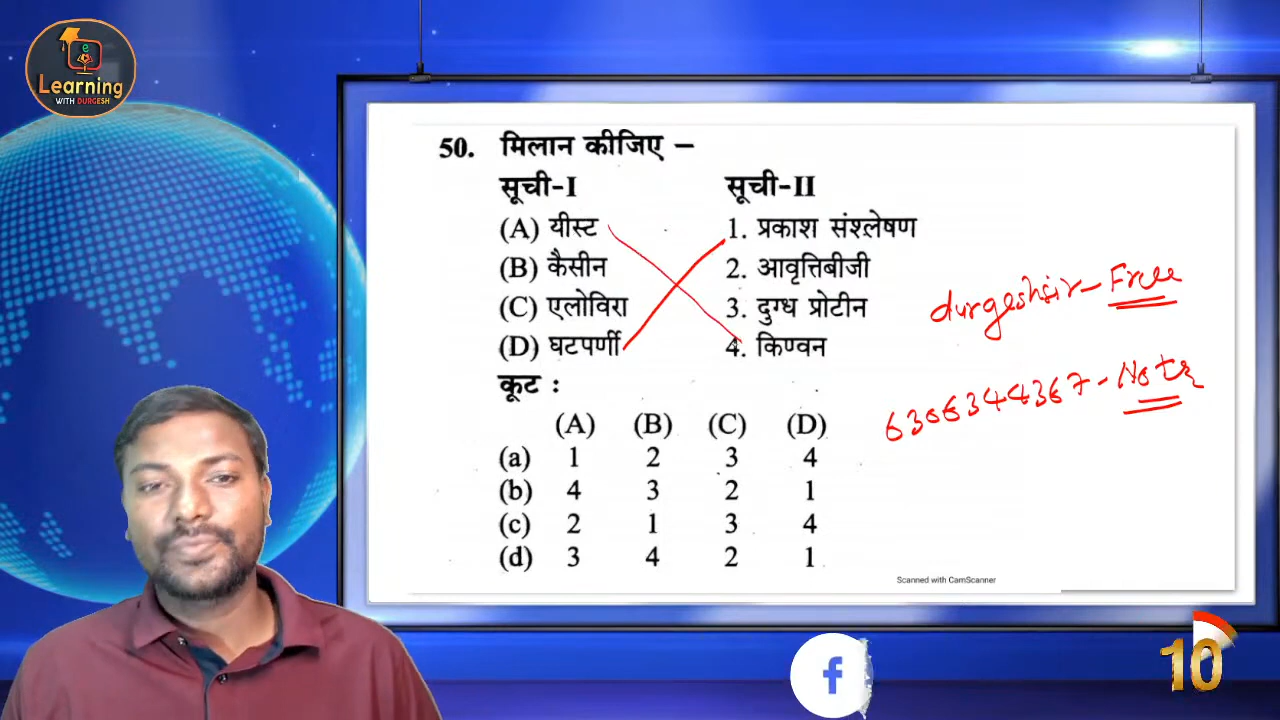 e
Learning
WITH DURGESH
50. मिलान कीजिए –
सूची-I सूची-II
(A) यीस्ट 1. प्रकाश संश्लेषण
(B) कैसीन 2. आवृत्तिबीजी
(C) एलोविरा 3. दुग्ध प्रोटीन
(D) घटपर्णी 4. किण्वन
कूट :
(A) (B) (C) (D)
(a) 1 2 3 4
(b) 4 3 2 1
(c) 2 1 3 4
(d) 3 4 2 1
durgeshsir - Free
6306344367 - Notes
Scanned with CamScanner
f
10